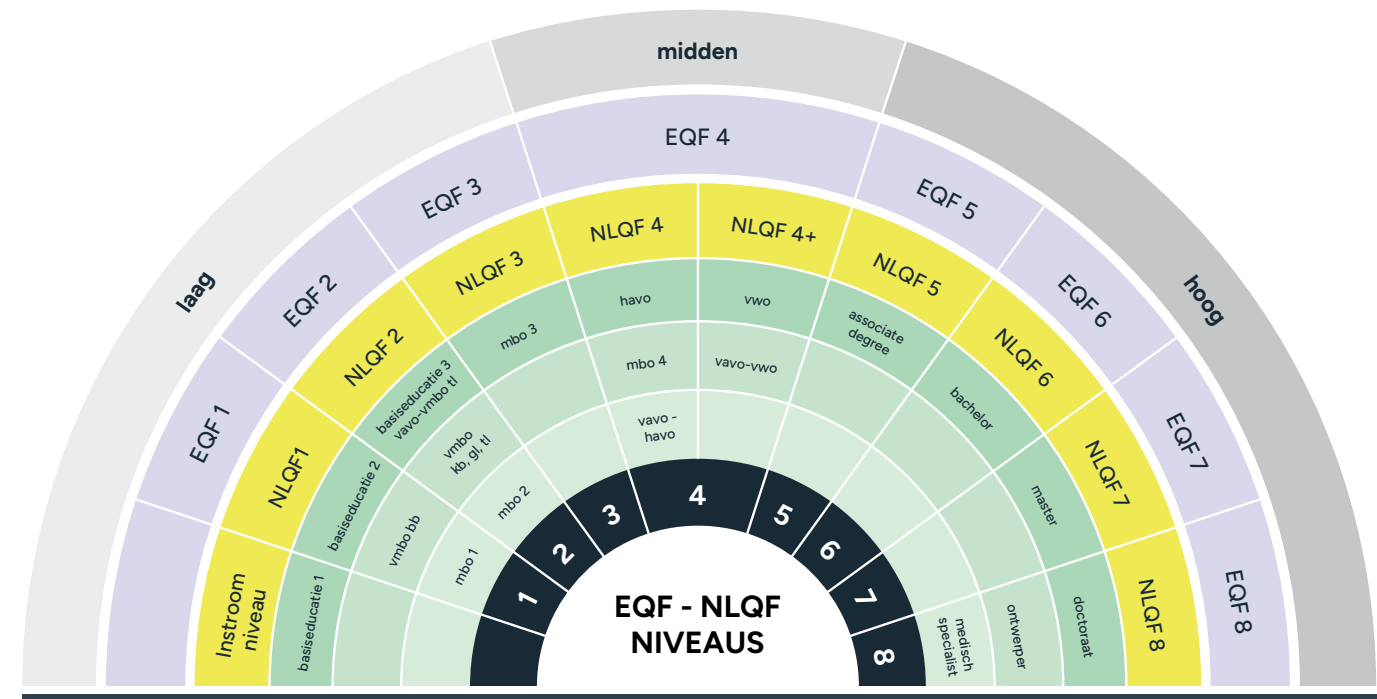 laag
midden
hoog
EQF 1
EQF 2
EQF 3
EQF 4
EQF 5
EQF 6
EQF 7
EQF 8
Instroom
niveau
NLQF1
NLQF 2
NLQF 3
NLQF 4
NLQF 4+
NLQF 5
NLQF 6
NLQF 7
NLQF 8
basiseducatie 1
basiseducatie 2
basiseducatie 3
vavo-vmbo tl
mbo 3
havo
vwo
associate
degree
bachelor
master
doctoraat
vmbo bb
vmbo
kb, gl, tl
mbo 4
vavo-vwo
ontwerper
mbo 1
mbo 2
vavo -
havo
medisch
specialist
1
2
3
4
5
6
7
8
EQF - NLQF
NIVEAUS